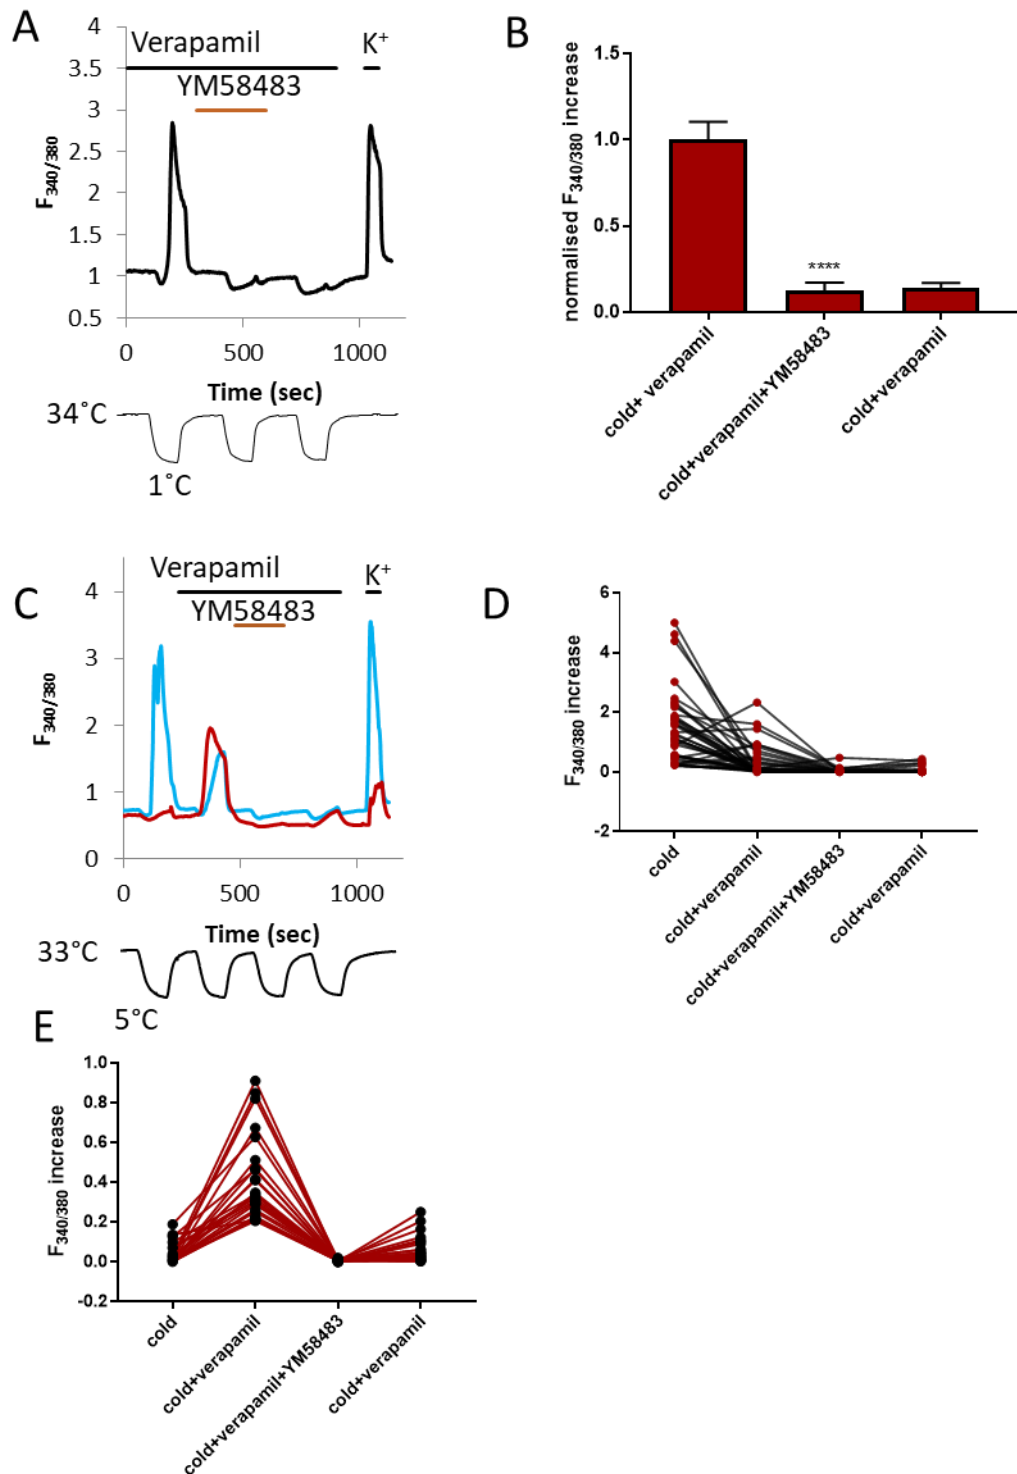 A
Verapamil
K+
YM58483
F340/380
4
3.5
3
2.5
2
1.5
1
0.5
0
500
1000
Time (sec)
34˚C
1˚C
B
normalised F340/380 increase
1.5
1.0
0.5
0.0
****
cold+ verapamil
cold+verapamil+YM58483
cold+verapamil
C
Verapamil
K+
YM58483
F340/380
4
3
2
1
0
0
500
1000
Time (sec)
33°C
5°C
D
F340/380 increase
6
4
2
0
-2
cold
cold+verapamil
cold+verapamil+YM58483
cold+verapamil
E
F340/380 increase
1.0
0.8
0.6
0.4
0.2
0.0
-0.2
cold
cold+verapamil
cold+verapamil+YM58483
cold+verapamil